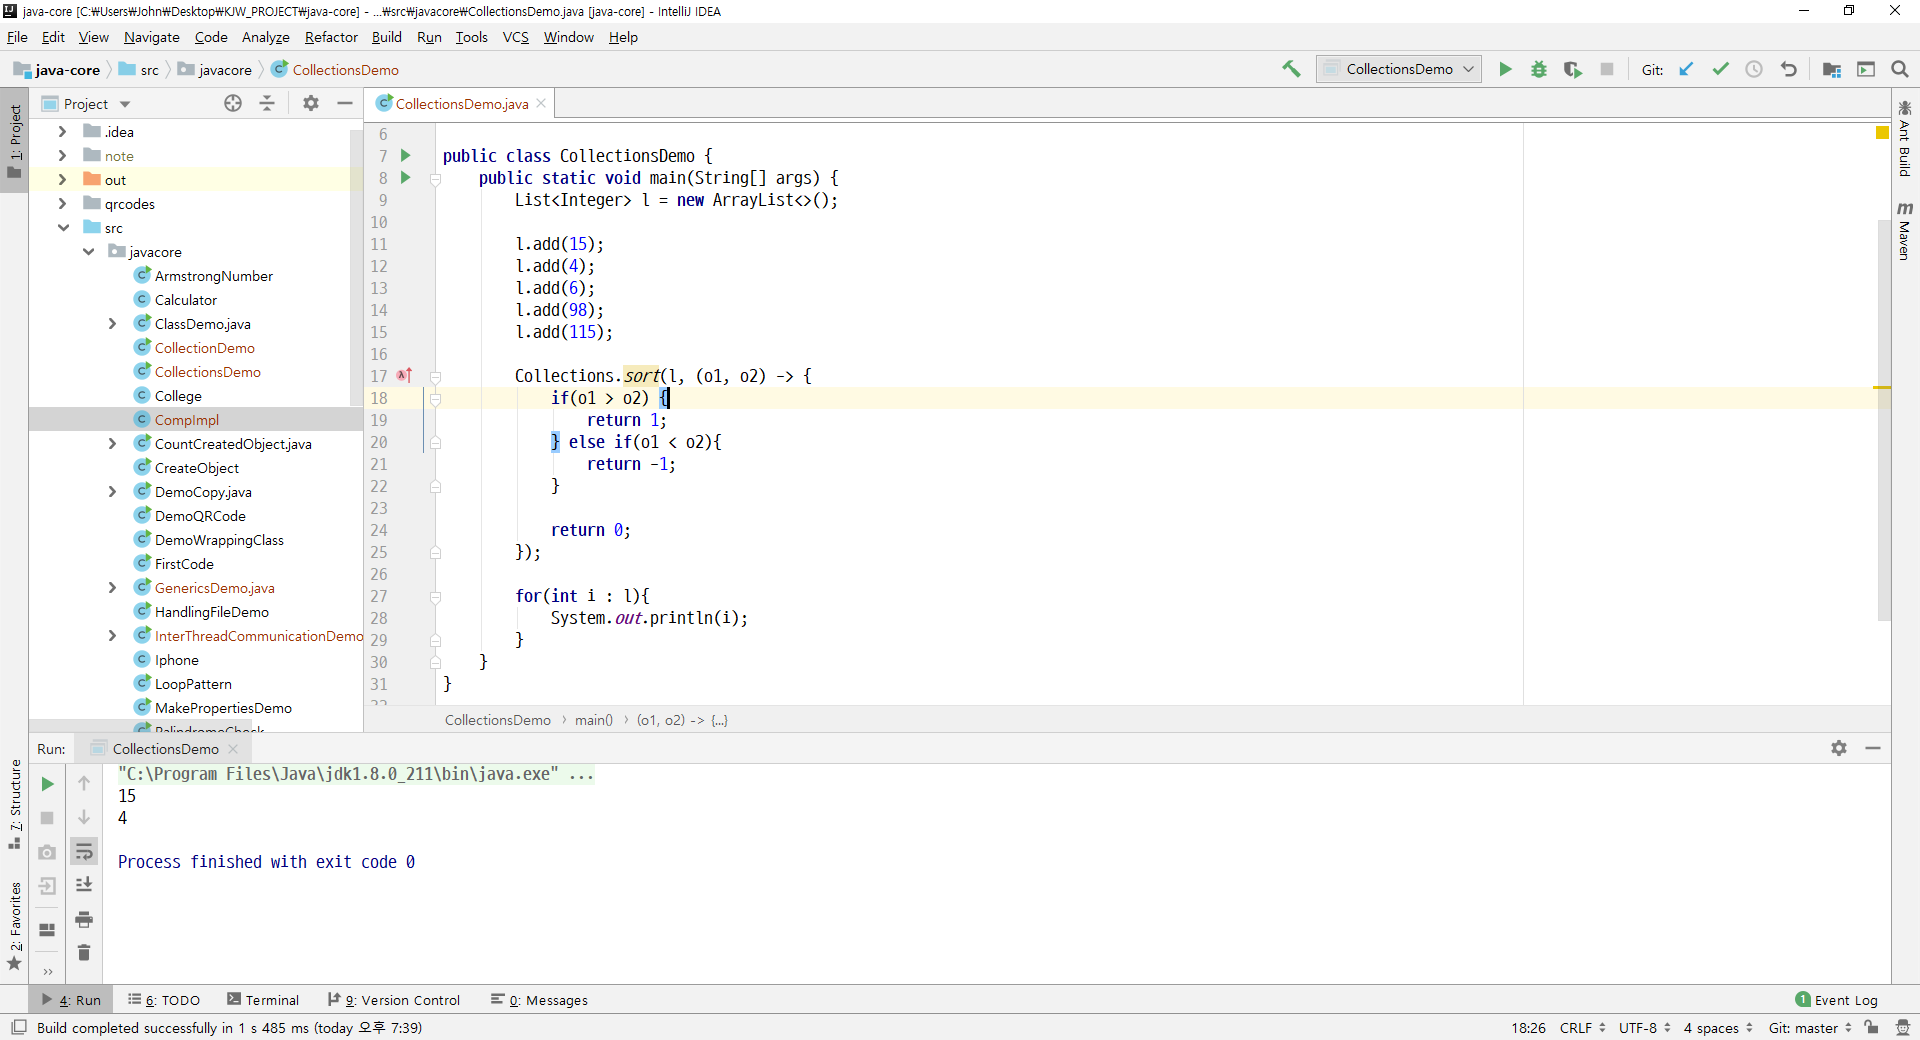 java-core [C:₩Users₩John₩Desktop₩KJW_PROJECT₩java-core] - ...₩src₩javacore₩CollectionsDemo.java [java-core] - IntelliJ IDEA
File Edit View Navigate Code Analyze Refactor Build Run Tools VCS Window Help
java-core src javacore CollectionsDemo
CollectionsDemo Git:
1: Project
7: Structure
2: Favorites
Project
.idea
note
out
qrcodes
src
javacore
ArmstrongNumber
Calculator
ClassDemo.java
CollectionDemo
CollectionsDemo
College
CompImpl
CountCreatedObject.java
CreateObject
DemoCopy.java
DemoQRCode
DemoWrappingClass
FirstCode
GenericsDemo.java
HandlingFileDemo
InterThreadCommunicationDemo
Iphone
LoopPattern
MakePropertiesDemo
PalindromeCheck
CollectionsDemo.java
6
7 public class CollectionsDemo {
8 public static void main(String[] args) {
9 List<Integer> l = new ArrayList<>();
10
11 l.add(15);
12 l.add(4);
13 l.add(6);
14 l.add(98);
15 l.add(115);
16
17 Collections.sort(l, (o1, o2) -> {
18 if(o1 > o2) {
19 return 1;
20 } else if(o1 < o2){
21 return -1;
22 }
23
24 return 0;
25 });
26
27 for(int i : l){
28 System.out.println(i);
29 }
30 }
31 }
32
CollectionsDemo › main() › (o1, o2) -> {...}
Ant Build
m Maven
Run: CollectionsDemo
"C:\Program Files\Java\jdk1.8.0_211\bin\java.exe" ...
15
4
Process finished with exit code 0
4: Run 6: TODO Terminal 9: Version Control 0: Messages 1 Event Log
Build completed successfully in 1 s 485 ms (today 오후 7:39) 18:26 CRLF UTF-8 4 spaces Git: master